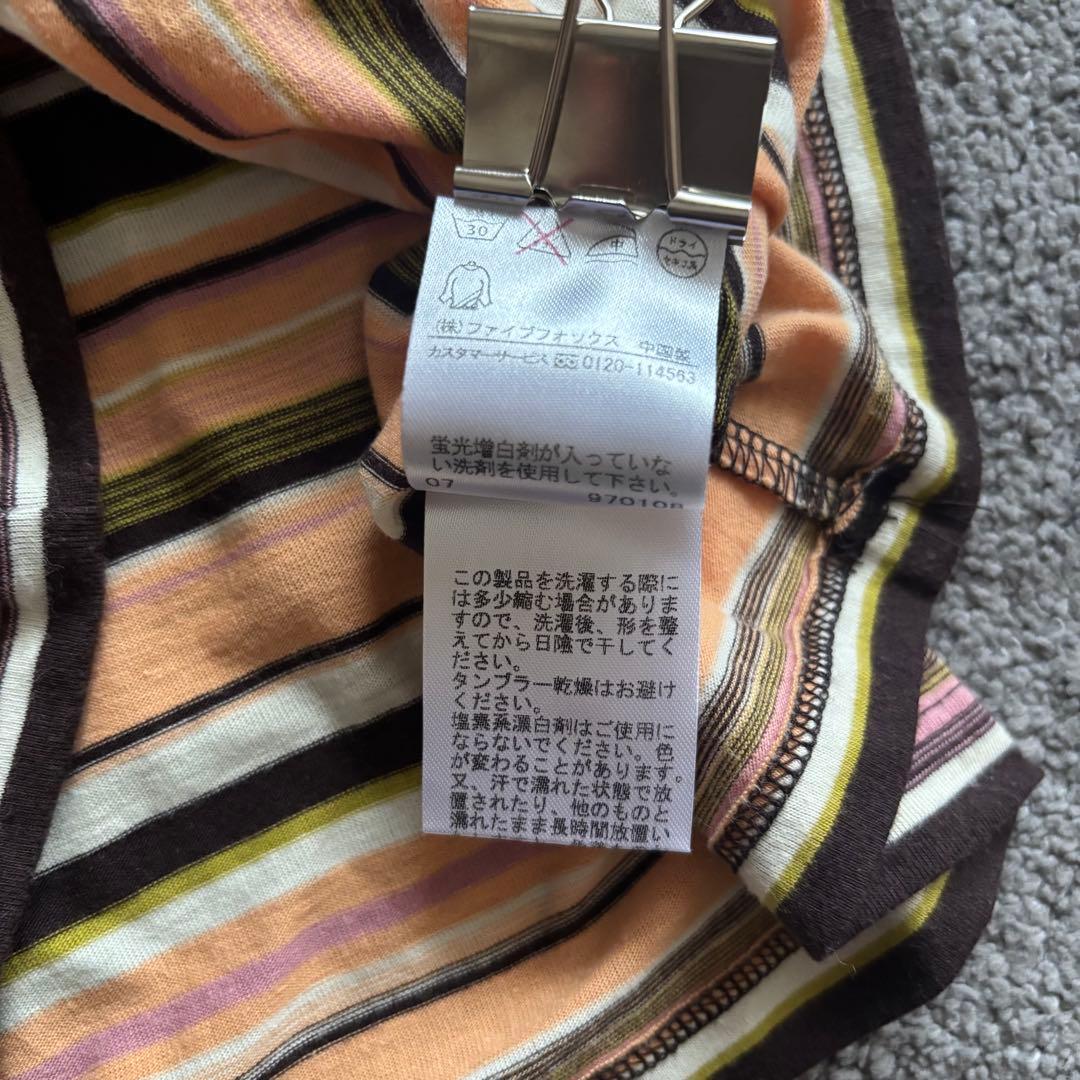 30
中
ドライ
セキユ系
(株)ファイブフォックス 中国製
カスタマーサービス 0120-114563
蛍光増白剤が入っていな
い洗剤を使用して下さい。
07 970108
この製品を洗濯する際に
は多少縮む場合がありま
すので、洗濯後、形を整
えてから日陰で干してく
ださい。
タンブラー乾燥はお避け
ください。
塩素系漂白剤はご使用に
ならないでください。色
が変わることがあります。
又、汗で濡れた状態で放
置されたり、他のものと
濡れたまま長時間放置い